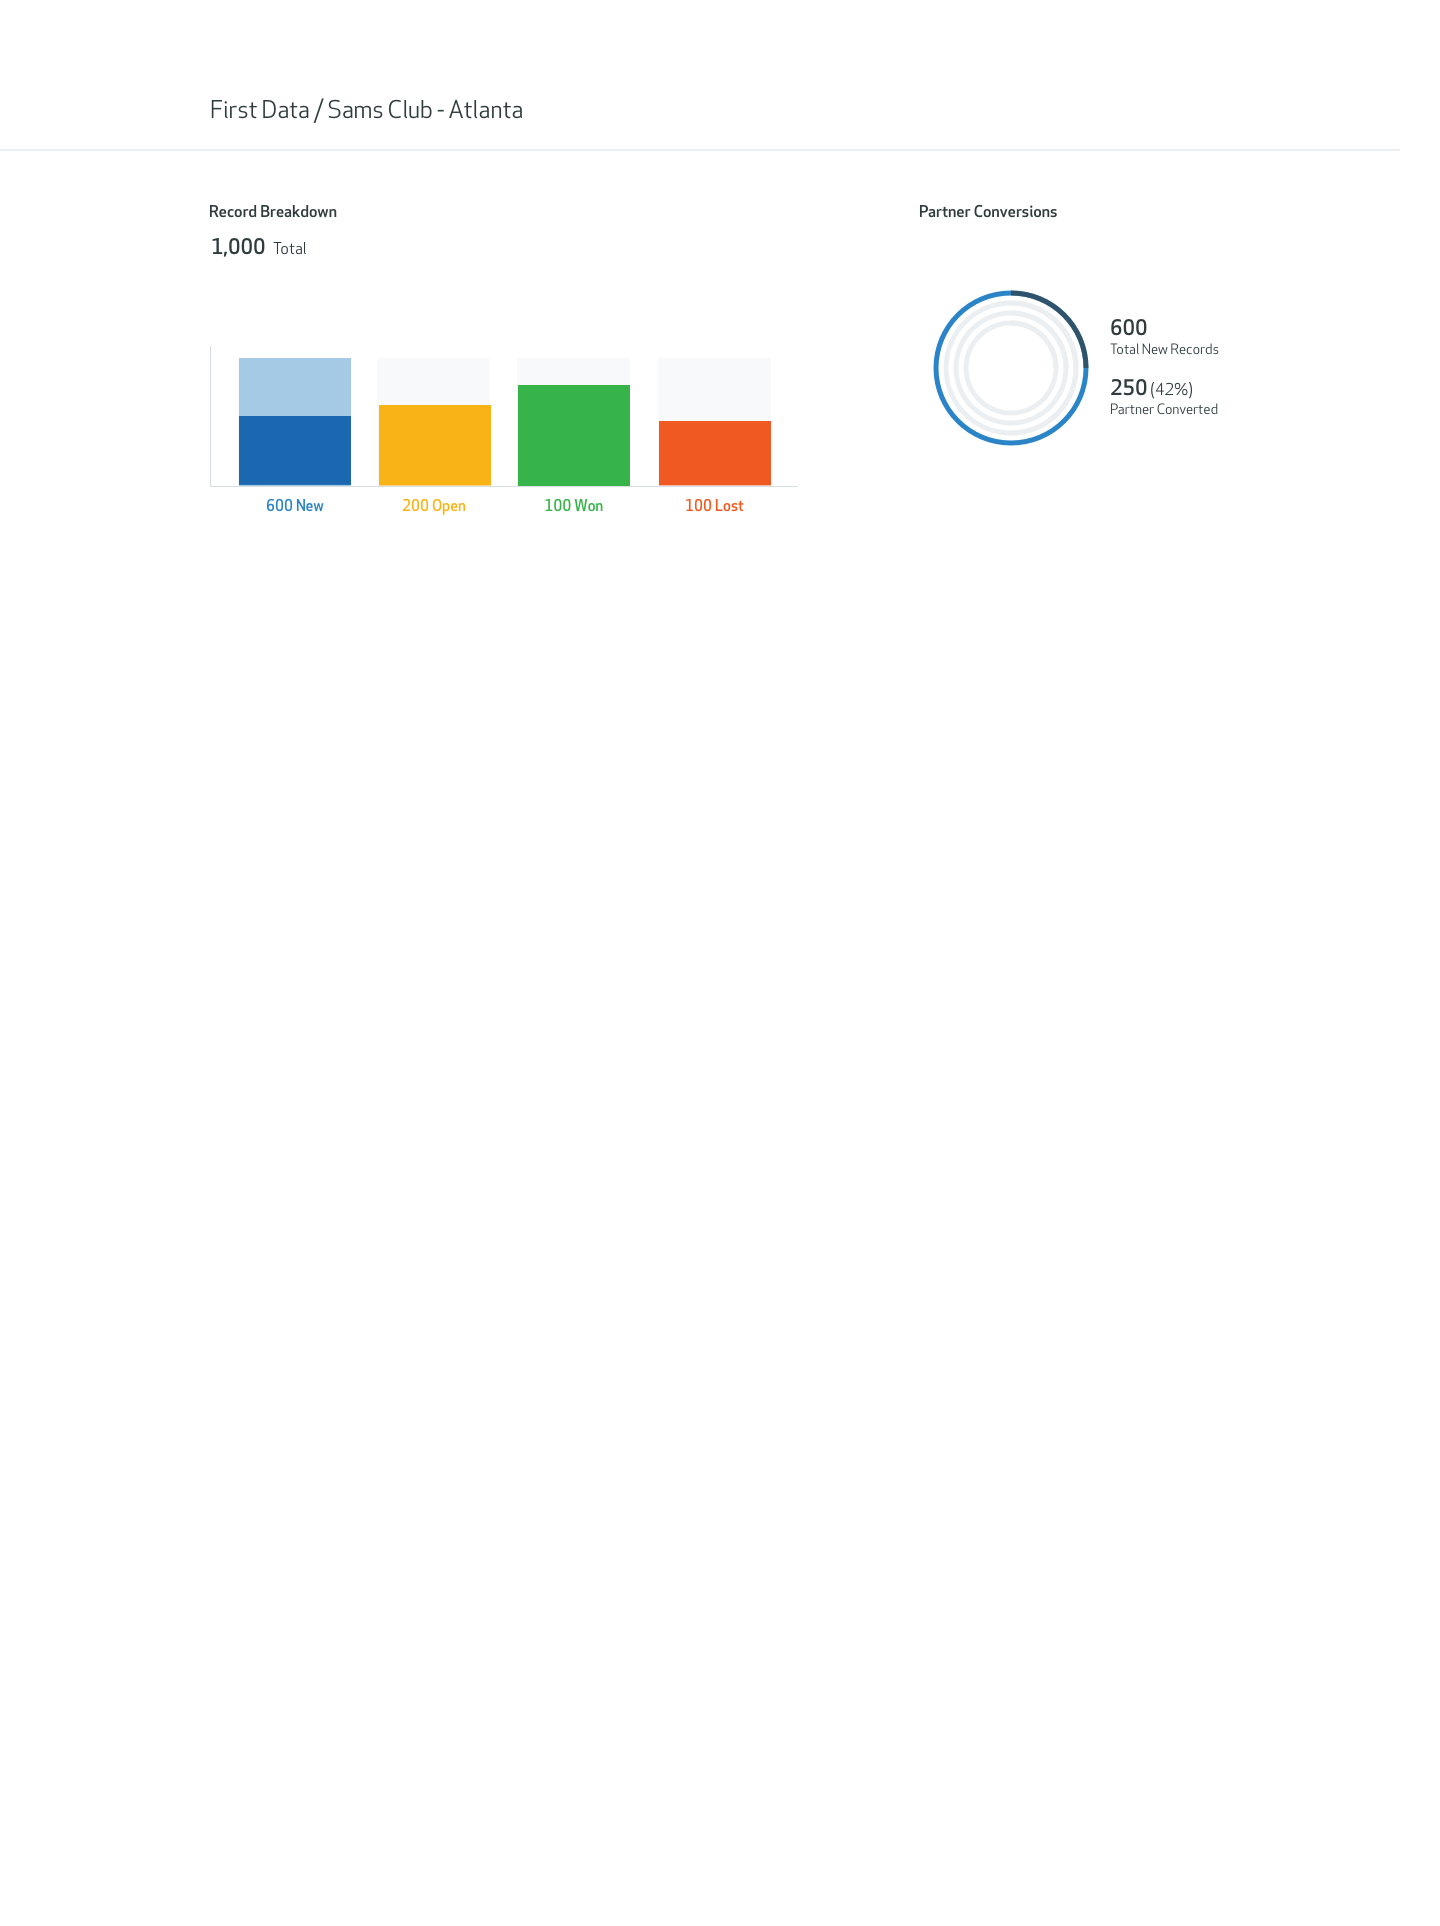 First Data / Sams Club - Atlanta
Record Breakdown
1,000 Total
600 New
200 Open
100 Won
100 Lost
Partner Conversions
600
Total New Records
250 (42%)
Partner Converted